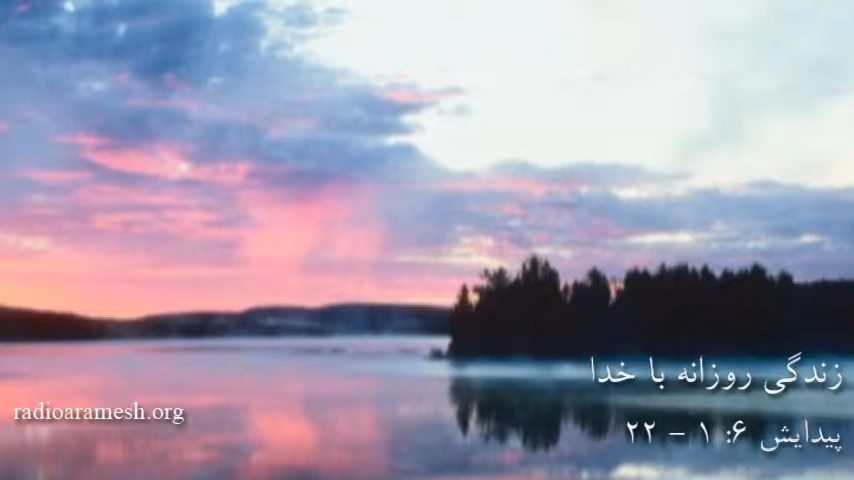 زندگی روزانه با خدا
radioaramesh.org
پیدایش ۶: ۱ - ۲۲